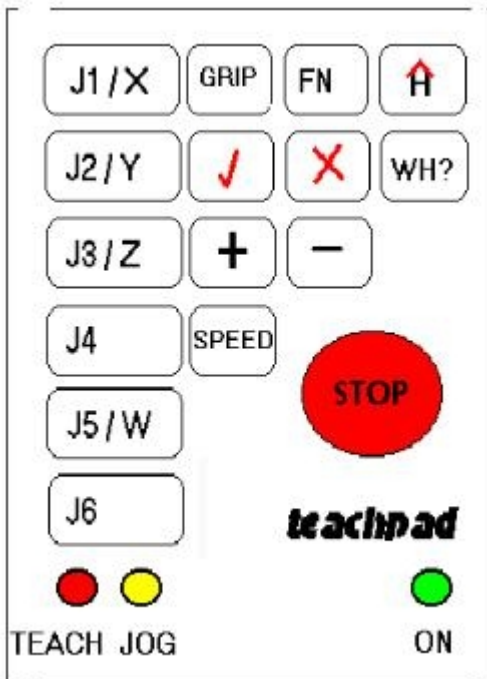 J1/X GRIP FN H
J2/Y ✓ X WH?
J3/Z + −
J4 SPEED
STOP
J5/W
J6
teachpad
TEACH JOG ON